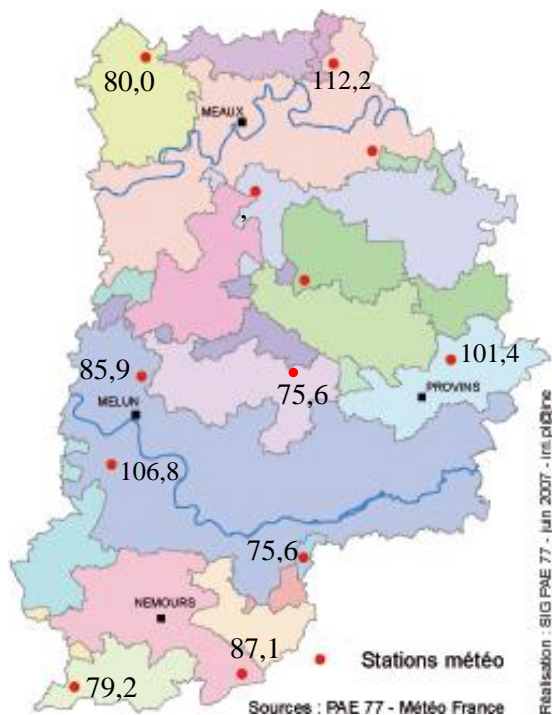 80,0
112,2
MEAUX
,
101,4
85,9
75,6
PROVINS
MELUN
106,8
75,6
NEMOURS
87,1
Stations météo
79,2
Sources : PAE 77 - Météo France
Réalisation : SIG PAE 77 - juin 2007 -